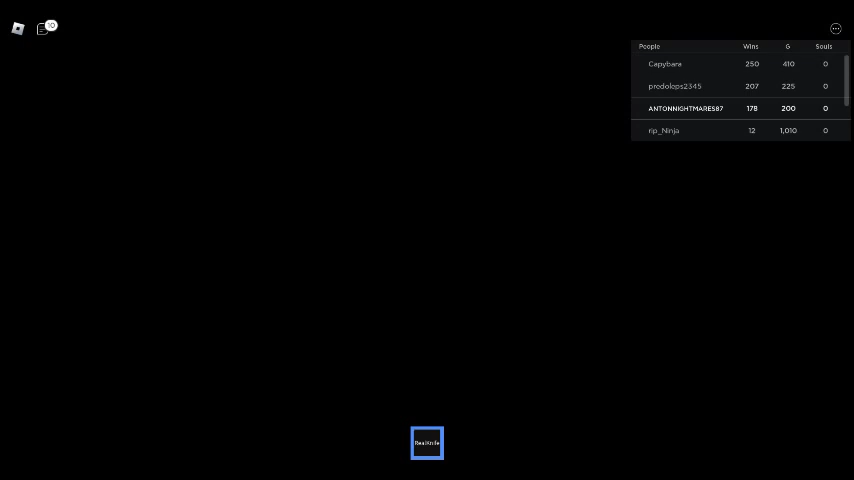 10
People Wins G Souls
Capybara 250 410 0
predoleps2345 207 225 0
ANTONNIGHTMARES87 178 200 0
rip_Ninja 12 1,010 0
RealKnife